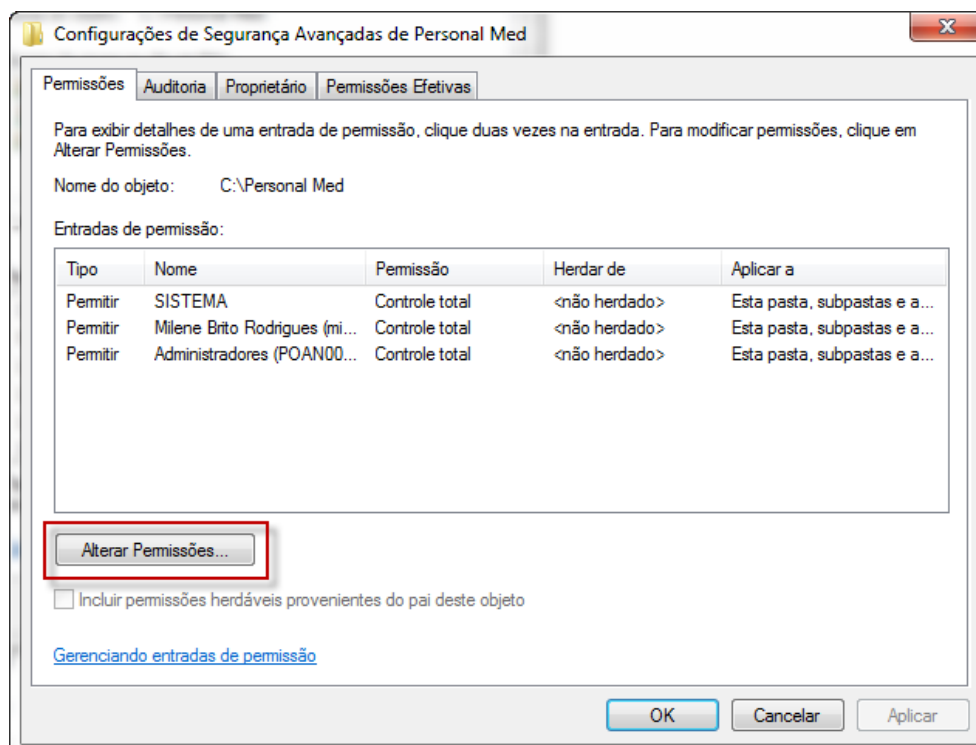 Configurações de Segurança Avançadas de Personal Med
Permissões Auditoria Proprietário Permissões Efetivas
Para exibir detalhes de uma entrada de permissão, clique duas vezes na entrada. Para modificar permissões, clique em
Alterar Permissões.
Nome do objeto: C:\Personal Med
Entradas de permissão:
Tipo Nome Permissão Herdar de Aplicar a
Permitir SISTEMA Controle total <não herdado> Esta pasta, subpastas e a...
Permitir Milene Brito Rodrigues (mi... Controle total <não herdado> Esta pasta, subpastas e a...
Permitir Administradores (POAN00... Controle total <não herdado> Esta pasta, subpastas e a...
Alterar Permissões...
Incluir permissões herdáveis provenientes do pai deste objeto
Gerenciando entradas de permissão
OK Cancelar Aplicar